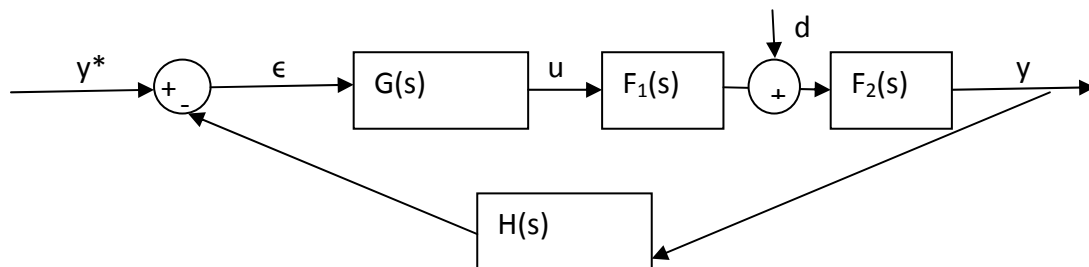 d
y* + - ϵ G(s) u F₁(s) + F₂(s) y
H(s)